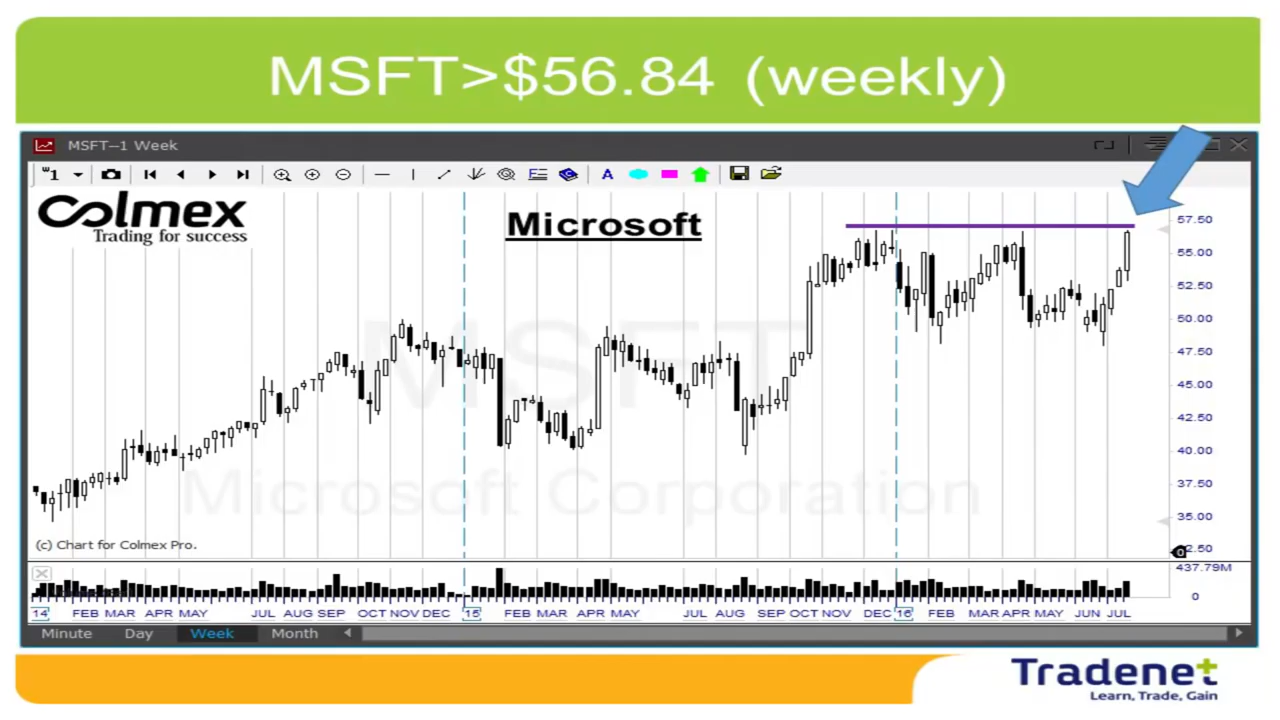 MSFT>$56.84 (weekly)
MSFT--1 Week
W1
A
Colmex
Trading for success
Microsoft
57.50
55.00
52.50
50.00
47.50
45.00
42.50
40.00
37.50
35.00
MSFT
Microsoft Corporation
(c) Chart for Colmex Pro.
437.79M
0
14 FEB MAR APR MAY JUL AUG SEP OCT NOV DEC 15 FEB MAR APR MAY JUL AUG SEP OCT NOV DEC 16 FEB MAR APR MAY JUN JUL
Minute Day Week Month
Tradenet
Learn, Trade, Gain